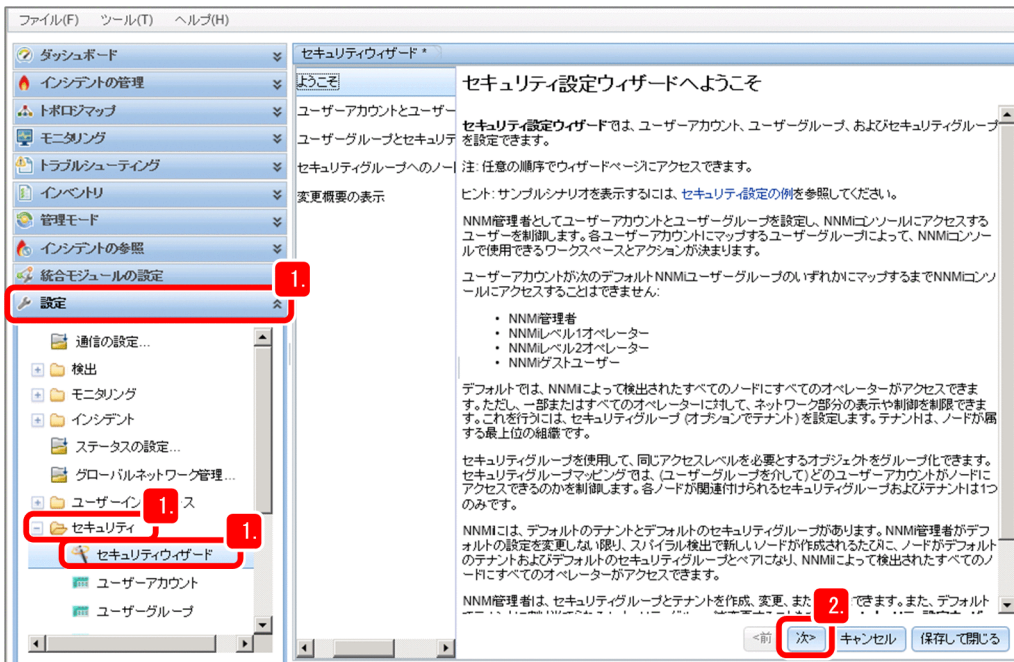 ファイル(F) ツール(T) ヘルプ(H)
ダッシュボード
インシデントの管理
トポロジマップ
モニタリング
トラブルシューティング
インベントリ
管理モード
インシデントの参照
統合モジュールの設定
1.
設定
通信の設定...
検出
モニタリング
インシデント
ステータスの設定...
グローバルネットワーク管理...
ユーザーイン
ス
1.
セキュリティ
1.
セキュリティウィザード
ユーザーアカウント
ユーザーグループ
セキュリティウィザード *
ようこそ
ユーザーアカウントとユーザー
ユーザーグループとセキュリテ
セキュリティグループへのノー
変更概要の表示
セキュリティ設定ウィザードへようこそ
セキュリティ設定ウィザードでは、ユーザーアカウント、ユーザーグループ、およびセキュリティグループ
を設定できます。
注: 任意の順序でウィザードページにアクセスできます。
ヒント: サンプルシナリオを表示するには、セキュリティ設定の例を参照してください。
NNM管理者としてユーザーアカウントとユーザーグループを設定し、NNMiコンソールにアクセスする
ユーザーを制御します。各ユーザーアカウントにマップするユーザーグループによって、NNMiコンソー
ルで使用できるワークスペースとアクションが決まります。
ユーザーアカウントが次のデフォルトNNMiユーザーグループのいずれかにマップするまでNNMiコンソ
ールにアクセスすることはできません:
• NNMi管理者
• NNMiレベル1オペレーター
• NNMiレベル2オペレーター
• NNMiゲストユーザー
デフォルトでは、NNMiによって検出されたすべてのノードにすべてのオペレーターがアクセスできま
す。ただし、一部またはすべてのオペレーターに対して、ネットワーク部分の表示や制御を制限できま
す。これを行うには、セキュリティグループ (オプションでテナント) を設定します。テナントは、ノードが属
する最上位の組織です。
セキュリティグループを使用して、同じアクセスレベルを必要とするオブジェクトをグループ化できます。
セキュリティグループマッピングでは、(ユーザーグループを介して) どのユーザーアカウントがノードに
アクセスできるのかを制御します。各ノードが関連付けられるセキュリティグループおよびテナントは1つ
のみです。
NNMiには、デフォルトのテナントとデフォルトのセキュリティグループがあります。NNMi管理者がデフ
ォルトの設定を変更しない限り、スパイラル検出で新しいノードが作成されるたびに、ノードがデフォルト
のテナントおよびデフォルトのセキュリティグループとペアになり、NNMiによって検出されたすべてのノ
ードにすべてのオペレーターがアクセスできます。
NNMi管理者は、セキュリティグループとテナントを作成、変更、また
できます。また、デフォルト
2.
<前 次> キャンセル 保存して閉じる